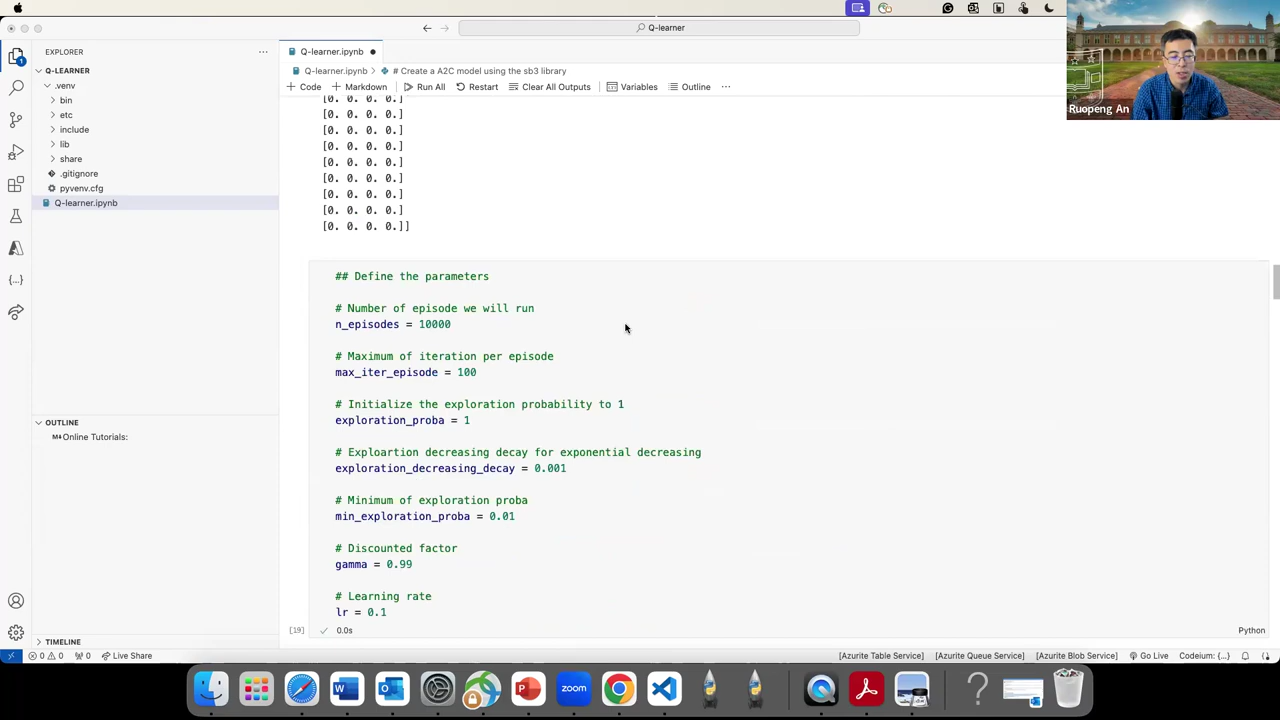 Q-learner
EXPLORER
Q-learner.ipynb
Ruopeng An
Q-LEARNER
Q-learner.ipynb > # Create a A2C model using the sb3 library
.venv
+ Code + Markdown Run All Restart Clear All Outputs Variables Outline ...
bin
etc
include
lib
share
.gitignore
pyvenv.cfg
Q-learner.ipynb
[0. 0. 0. 0.]
[0. 0. 0. 0.]
[0. 0. 0. 0.]
[0. 0. 0. 0.]
[0. 0. 0. 0.]
[0. 0. 0. 0.]
[0. 0. 0. 0.]
[0. 0. 0. 0.]
[0. 0. 0. 0.]]
## Define the parameters
# Number of episode we will run
n_episodes = 10000
# Maximum of iteration per episode
max_iter_episode = 100
# Initialize the exploration probability to 1
exploration_proba = 1
# Exploartion decreasing decay for exponential decreasing
exploration_decreasing_decay = 0.001
# Minimum of exploration proba
min_exploration_proba = 0.01
# Discounted factor
gamma = 0.99
# Learning rate
lr = 0.1
[19] 0.0s Python
OUTLINE
Online Tutorials:
TIMELINE
0 0 0 Live Share [Azurite Table Service] [Azurite Queue Service] [Azurite Blob Service] Go Live Codeium: {...}
zoom